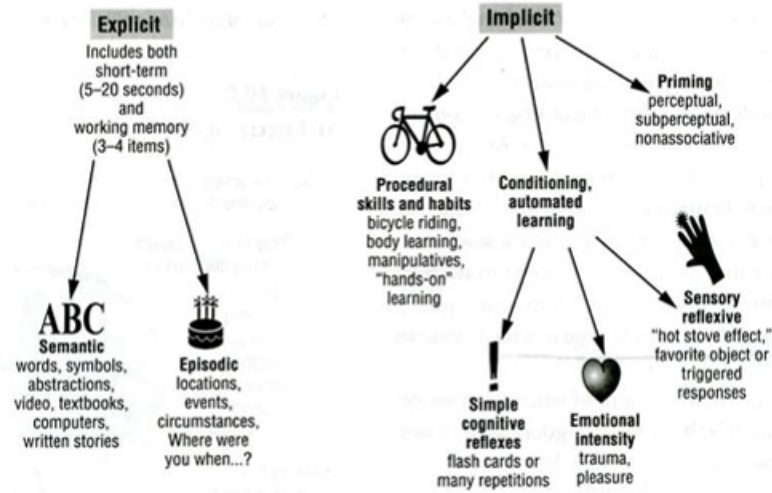 Explicit
Includes both
short-term
(5–20 seconds)
and
working memory
(3–4 items)
ABC
Semantic
words, symbols,
abstractions,
video, textbooks,
computers,
written stories
Episodic
locations,
events,
circumstances,
Where were
you when...?
Implicit
Procedural
skills and habits
bicycle riding,
body learning,
manipulatives,
“hands-on”
learning
Conditioning,
automated
learning
Priming
perceptual,
subperceptual,
nonassociative
!
Simple
cognitive
reflexes
flash cards or
many repetitions
Emotional
intensity
trauma,
pleasure
Sensory
reflexive
“hot stove effect,”
favorite object or
triggered
responses